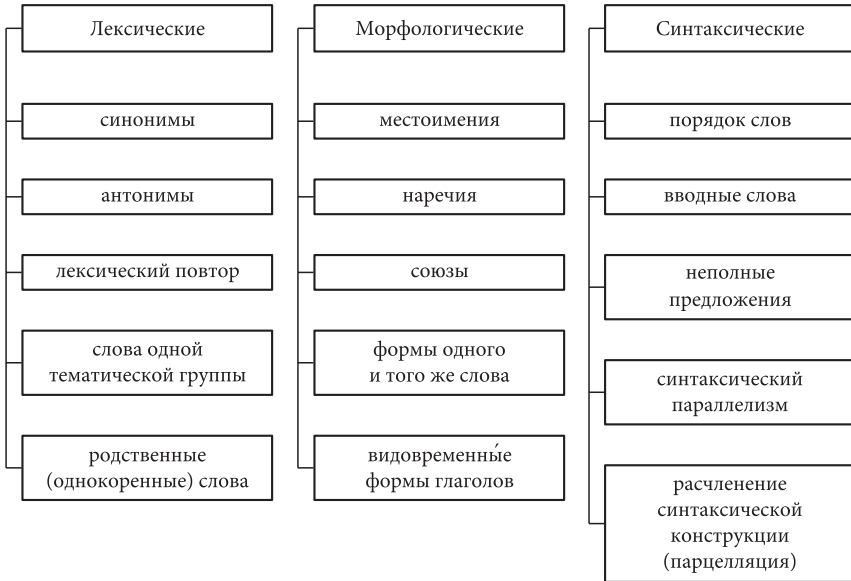 Лексические
синонимы
антонимы
лексический повтор
слова одной
тематической группы
родственные
(однокоренные) слова
Морфологические
местоимения
наречия
союзы
формы одного
и того же слова
видовременны́е
формы глаголов
Синтаксические
порядок слов
вводные слова
неполные
предложения
синтаксический
параллелизм
расчленение
синтаксической
конструкции
(парцелляция)